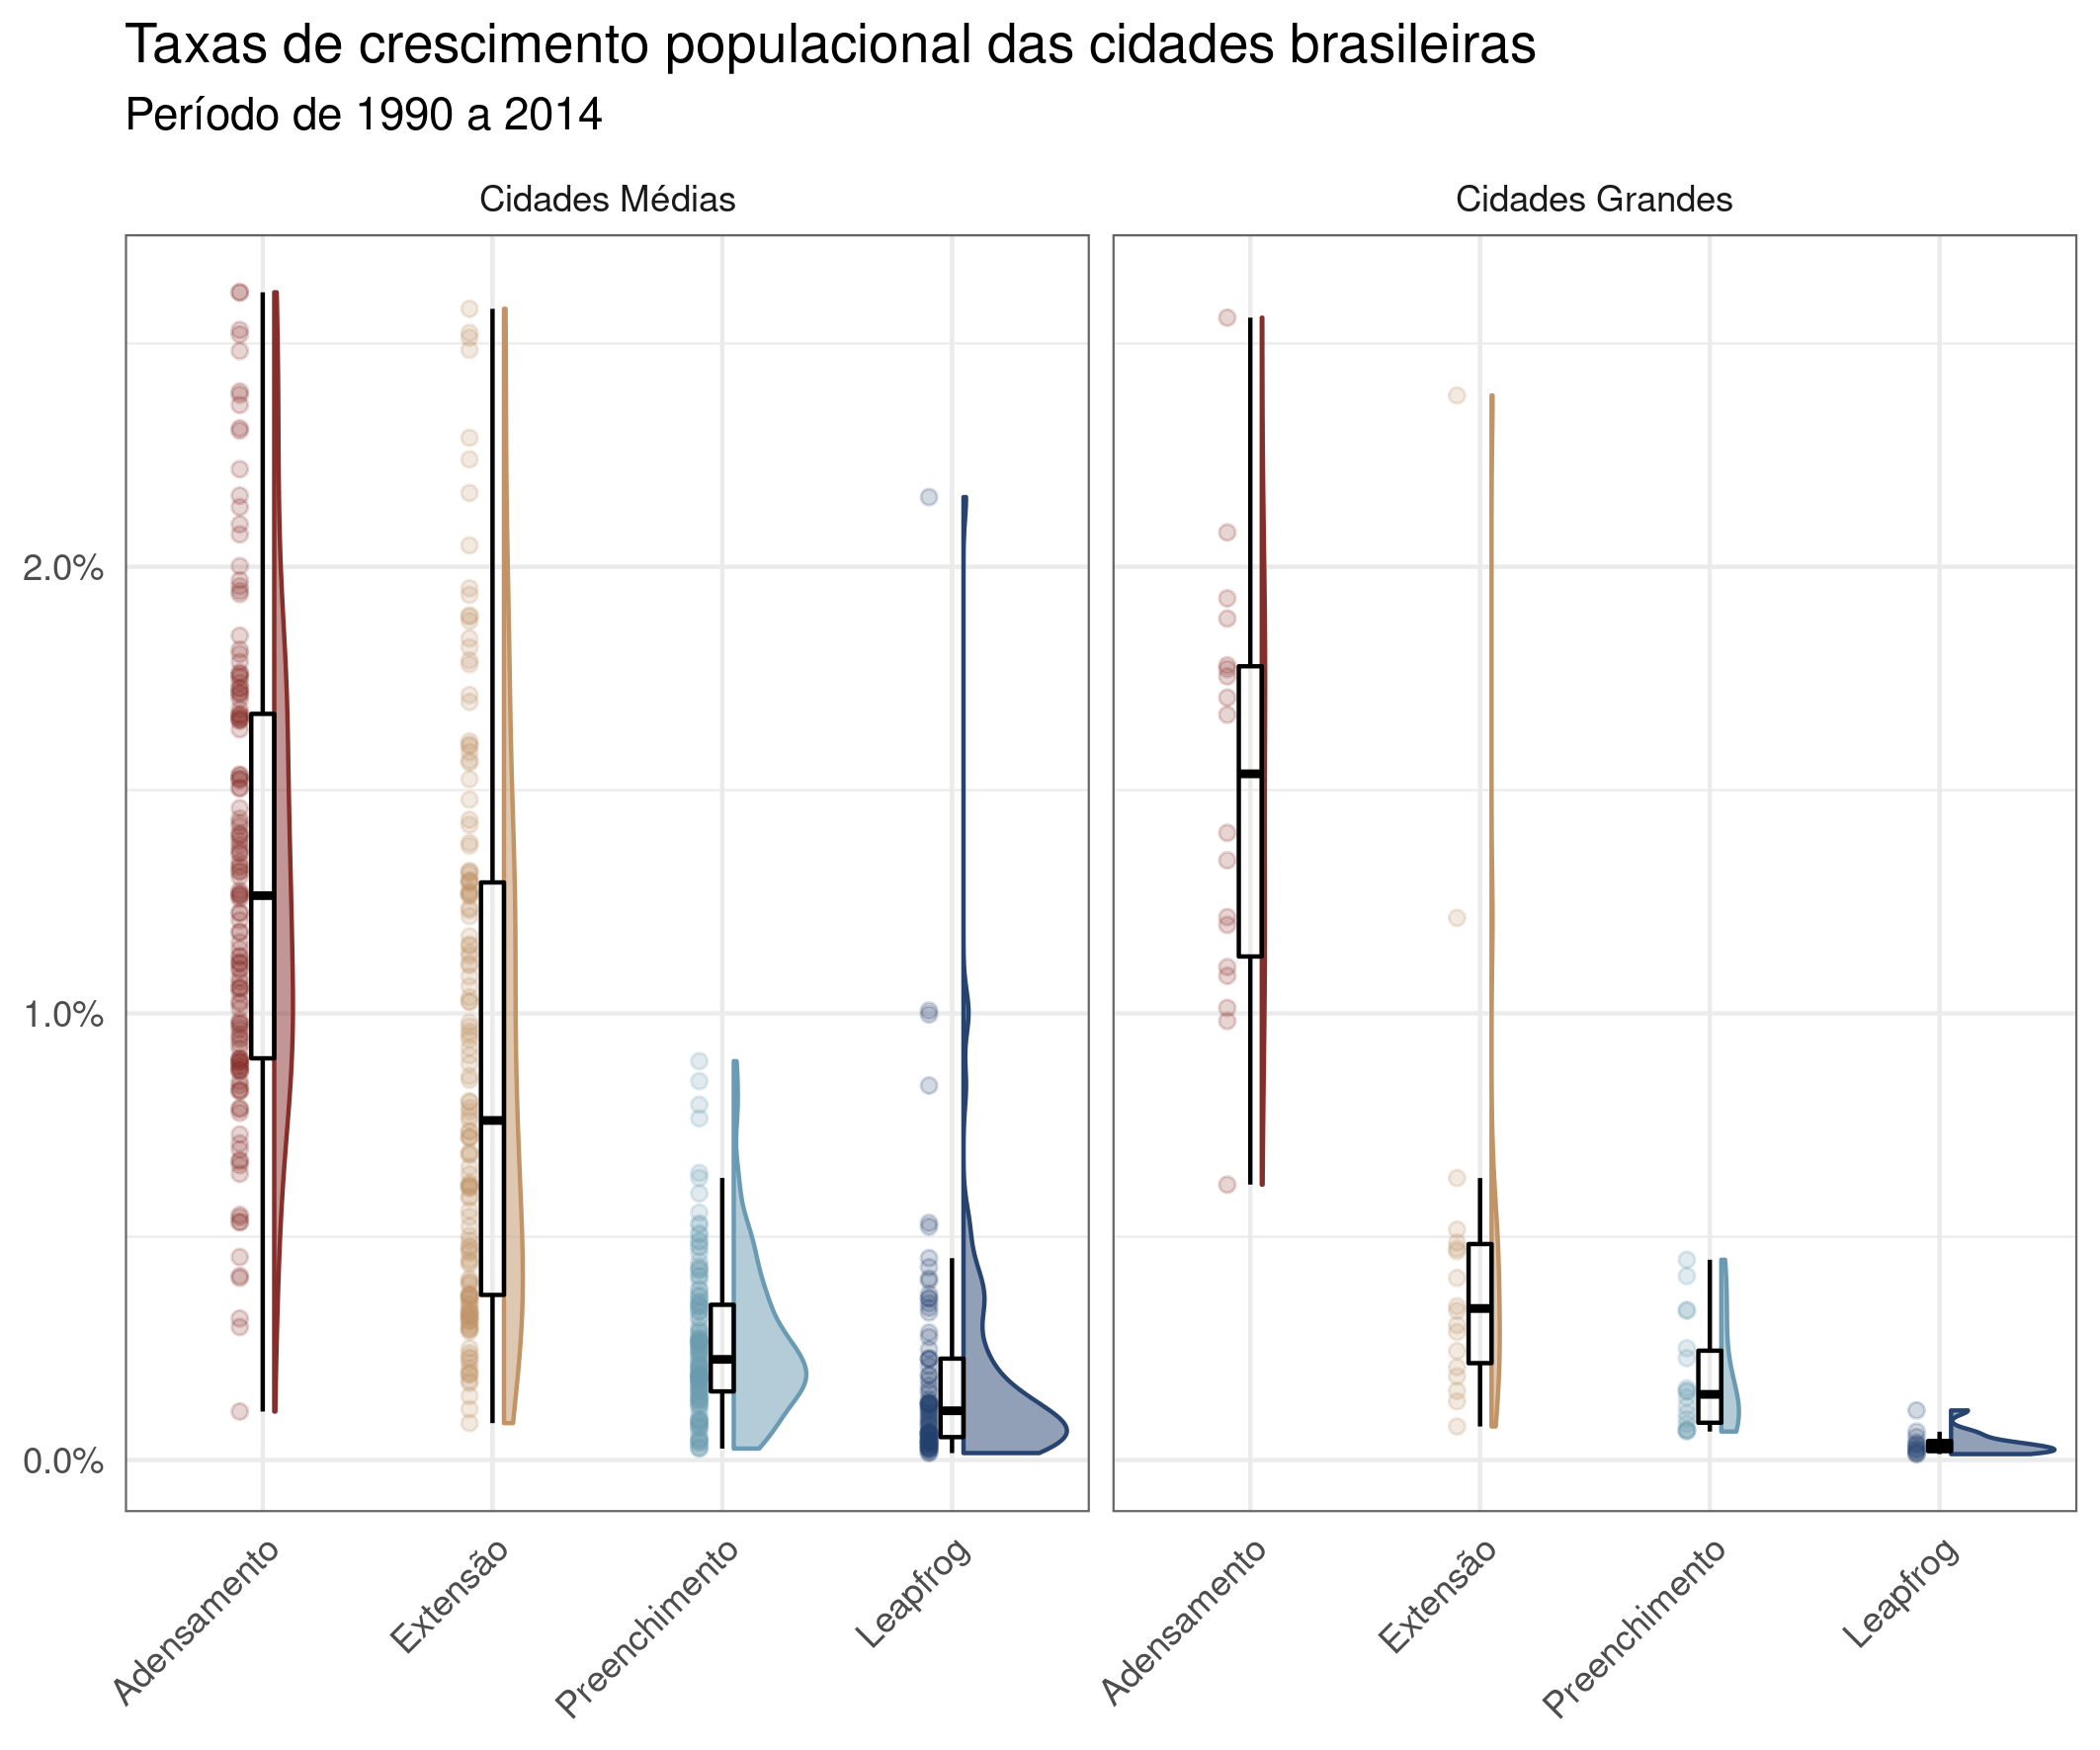 Taxas de crescimento populacional das cidades brasileiras
Período de 1990 a 2014
Cidades Médias
Cidades Grandes
2.0%
1.0%
0.0%
Adensamento
Extensão
Preenchimento
Leapfrog
Adensamento
Extensão
Preenchimento
Leapfrog